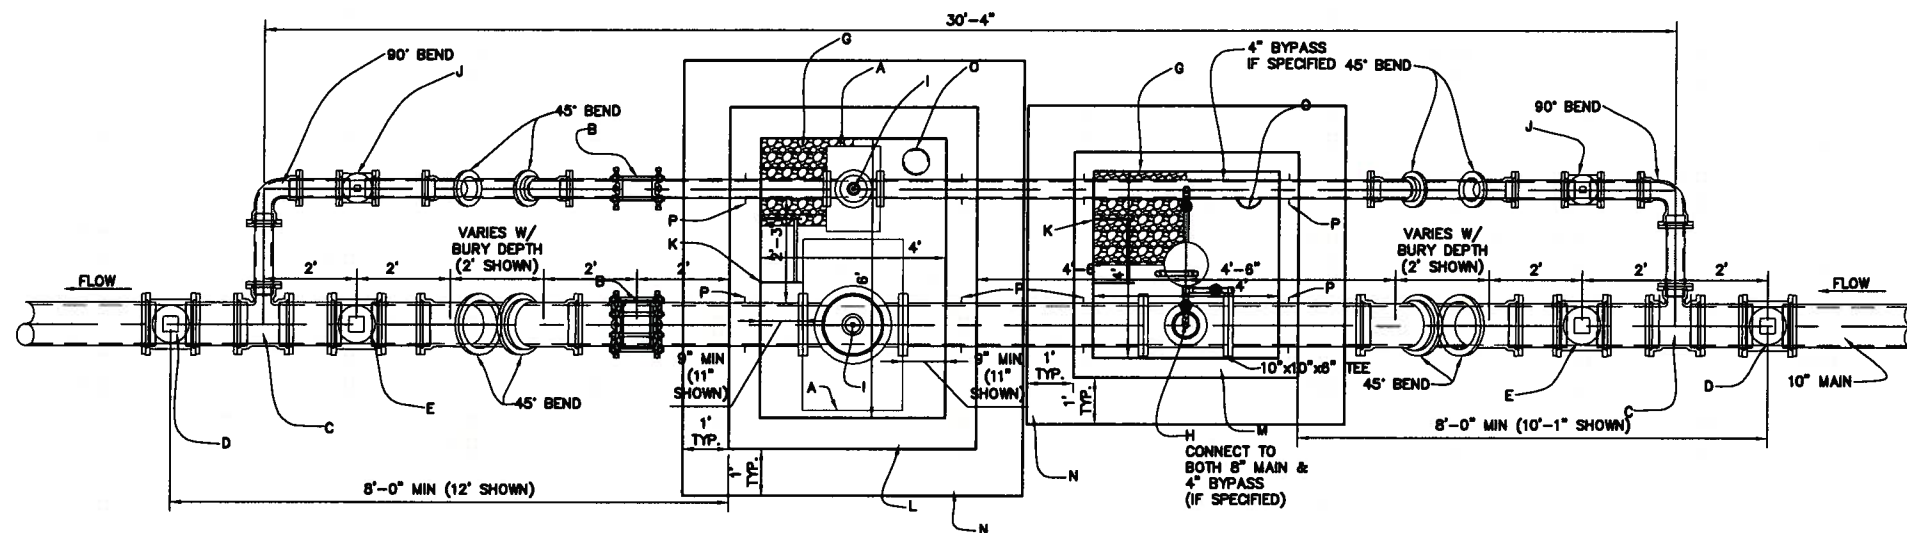 30'-4"
90° BEND
J
45° BEND
B
G
A
I
O
A
4" BYPASS
IF SPECIFIED
45° BEND
G
O
90° BEND
J
P
K
VARIES W/
BURY DEPTH
(2' SHOWN)
2'-3"
4'
K
P
VARIES W/
BURY DEPTH
(2' SHOWN)
FLOW
2'
2'
2'
B
P
6'
4'-6"
4'
4'-6"
4'
P
P
2'
2'
2'
FLOW
9" MIN
(11"
SHOWN)
9" MIN
(11"
SHOWN)
1'
TYP.
10"x10"x6" TEE
45° BEND
10" MAIN
45° BEND
A
I
E
D
C
E
D
C
1'
TYP.
1'
TYP.
8'-0" MIN (10'-1" SHOWN)
H
M
CONNECT TO
BOTH 8" MAIN &
4" BYPASS
(IF SPECIFIED)
N
1'
TYP.
8'-0" MIN (12' SHOWN)
L
N